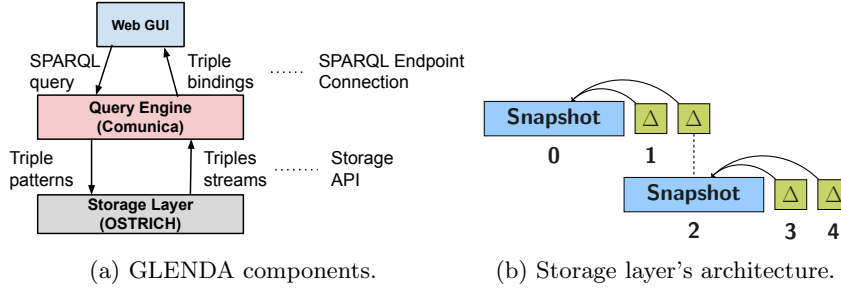 Web GUI
SPARQL query
Triple bindings
SPARQL Endpoint Connection
Query Engine
(Comunica)
Triple patterns
Triples streams
Storage API
Storage Layer
(OSTRICH)
(a) GLENDA components.
Snapshot Δ Δ
0 1
Snapshot Δ Δ
2 3 4
(b) Storage layer's architecture.